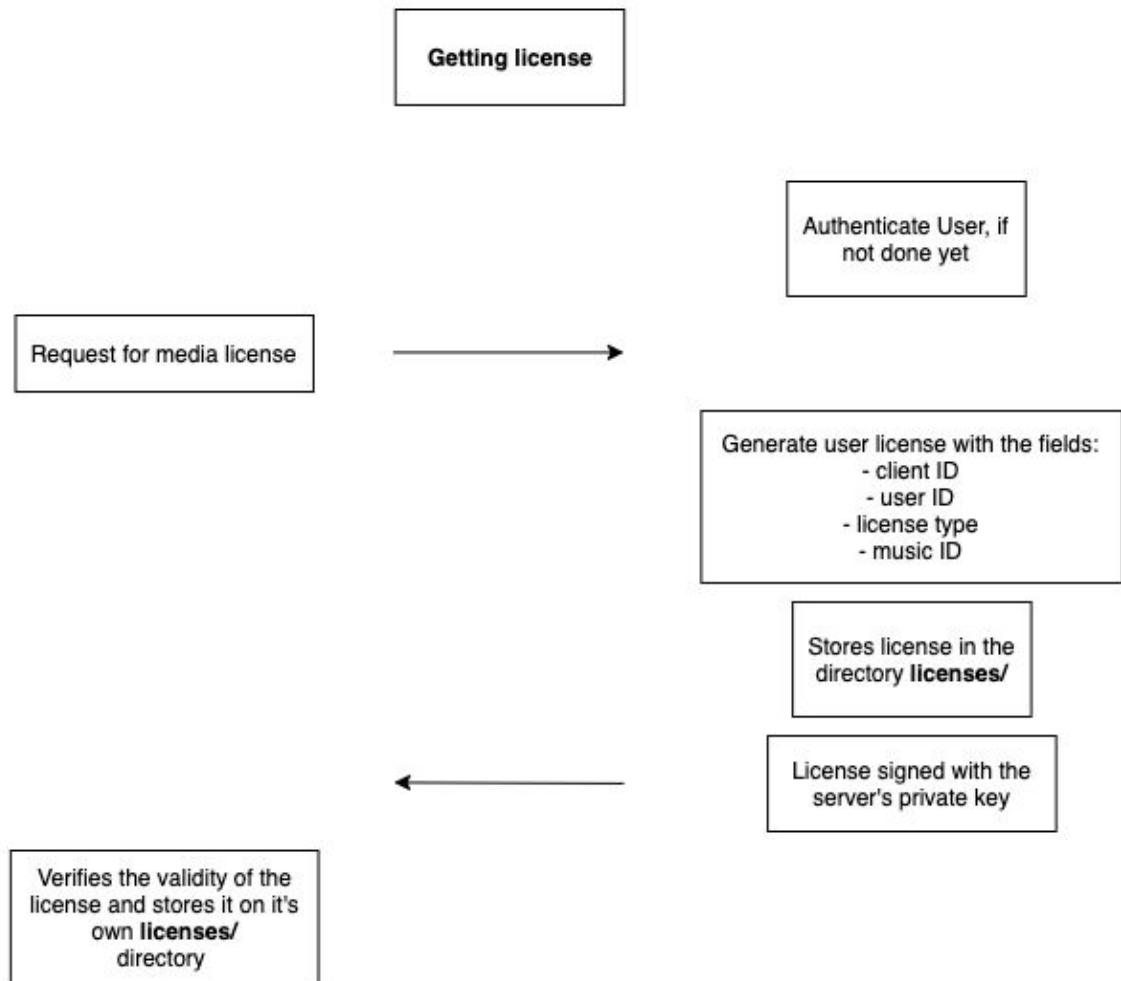 Getting license
Authenticate User, if
not done yet
Request for media license
Generate user license with the fields:
- client ID
- user ID
- license type
- music ID
Stores license in the
directory licenses/
License signed with the
server's private key
Verifies the validity of the
license and stores it on it's
own licenses/
directory